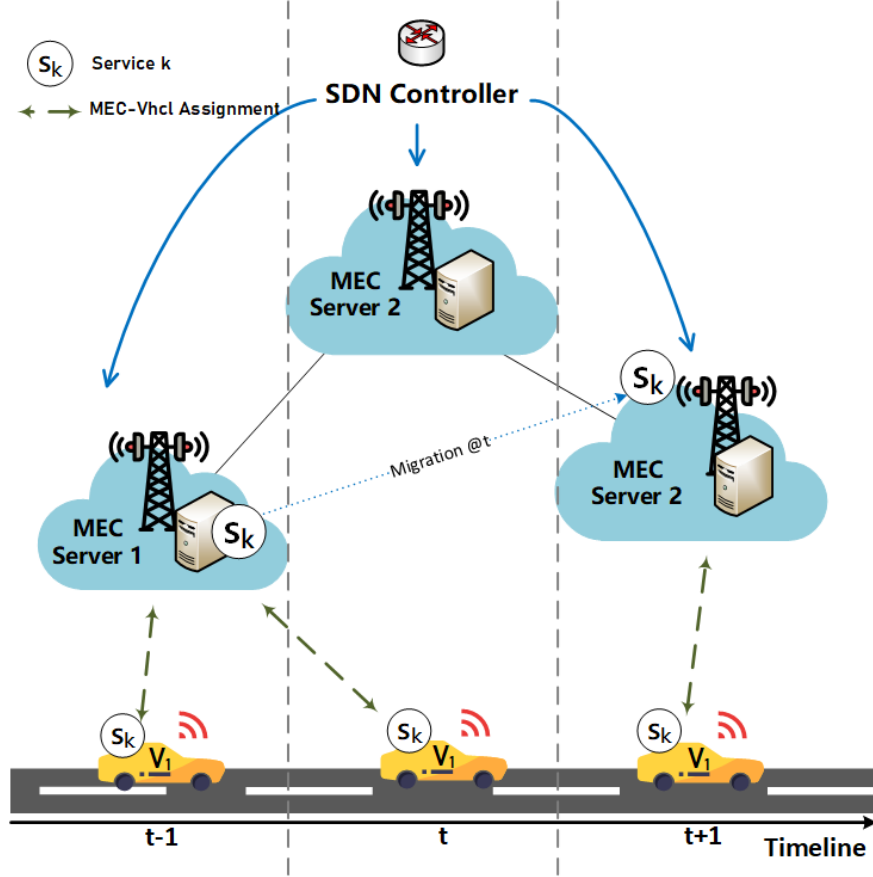 Sk
Service k
MEC-Vhcl Assignment
SDN Controller
MEC
Server 2
Sk
MEC
Server 2
Migration @t
MEC
Server 1
Sk
Sk
V1
Sk
V1
Sk
V1
t-1
t
t+1
Timeline